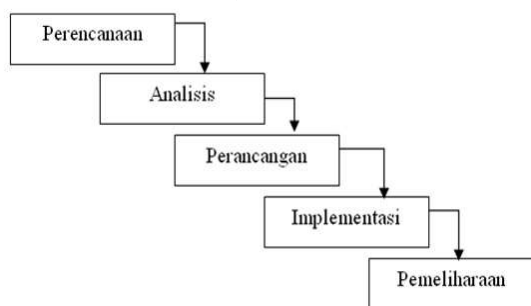 Perencanaan
Analisis
Perancangan
Implementasi
Pemeliharaan